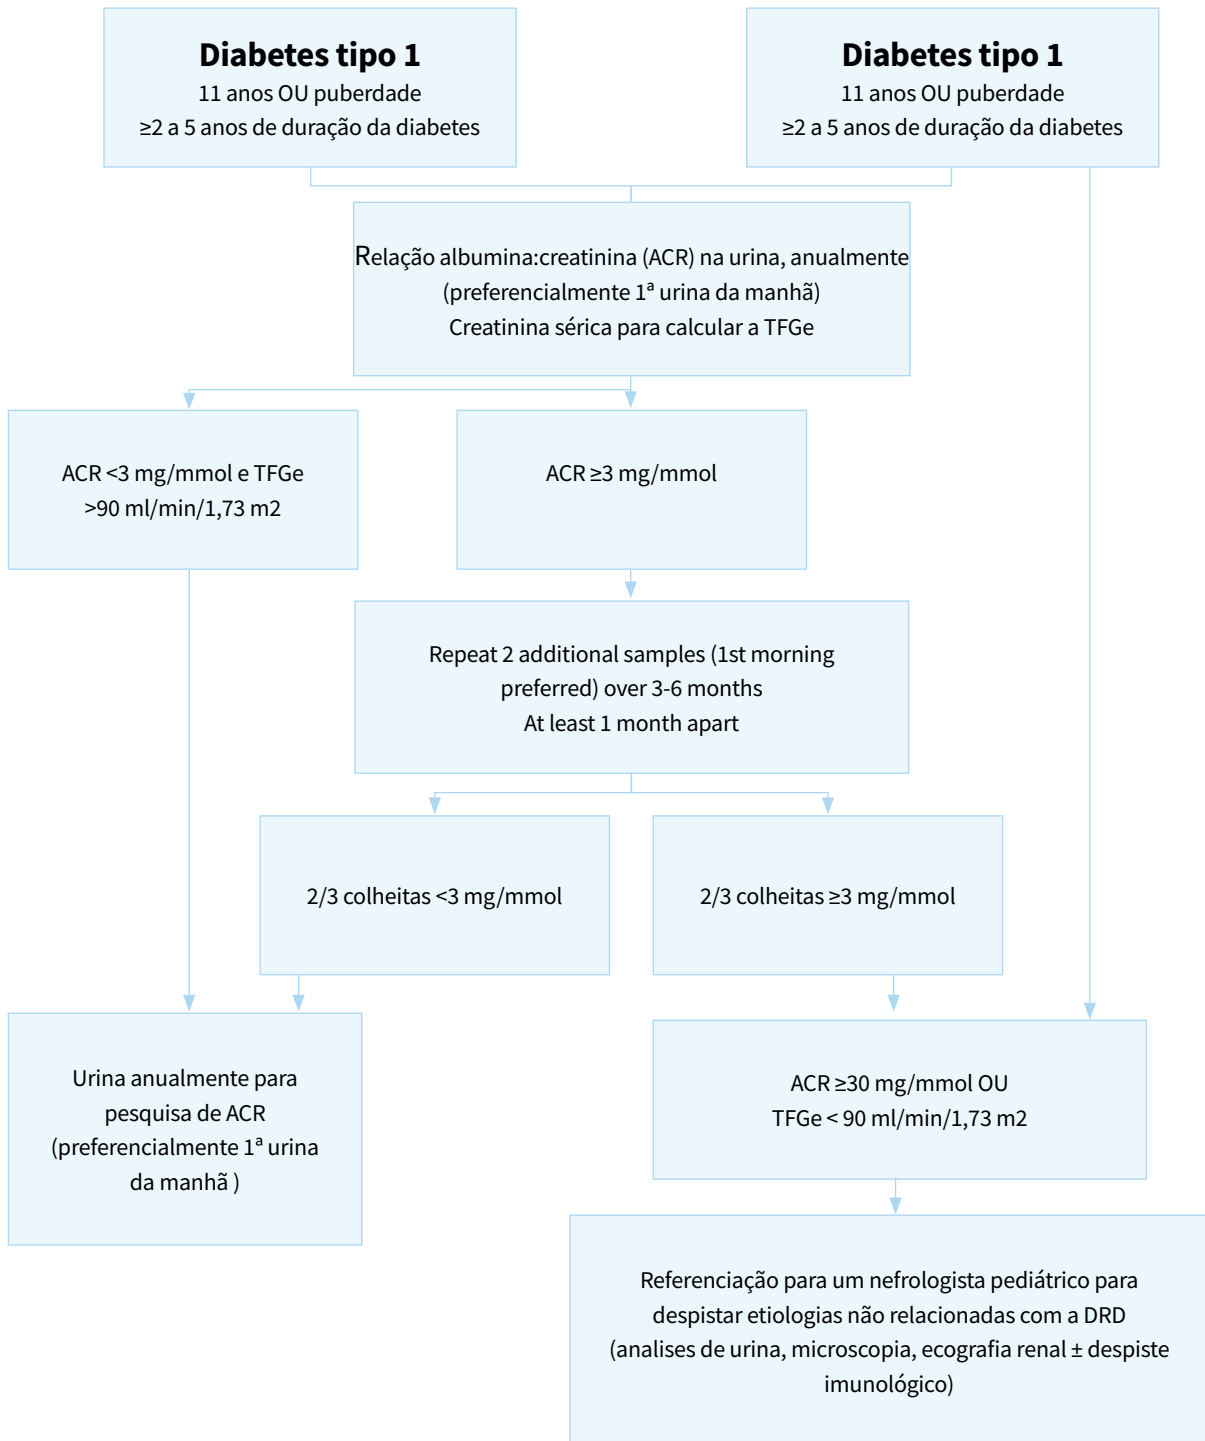 Diabetes tipo 1
11 anos OU puberdade
≥2 a 5 anos de duração da diabetes
Diabetes tipo 1
11 anos OU puberdade
≥2 a 5 anos de duração da diabetes
Relação albumina:creatinina (ACR) na urina, anualmente
(preferencialmente 1ª urina da manhã)
Creatinina sérica para calcular a TFGe
ACR <3 mg/mmol e TFGe
>90 ml/min/1,73 m2
ACR ≥3 mg/mmol
Repeat 2 additional samples (1st morning
preferred) over 3-6 months
At least 1 month apart
2/3 colheitas <3 mg/mmol
2/3 colheitas ≥3 mg/mmol
Urina anualmente para
pesquisa de ACR
(preferencialmente 1ª urina
da manhã )
ACR ≥30 mg/mmol OU
TFGe < 90 ml/min/1,73 m2
Referenciação para um nefrologista pediátrico para
despistar etiologias não relacionadas com a DRD
(analises de urina, microscopia, ecografia renal ± despiste
imunológico)